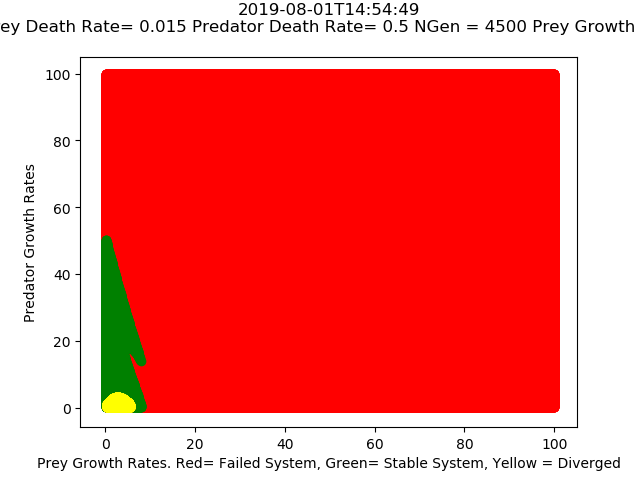 2019-08-01T14:54:49
ey Death Rate= 0.015 Predator Death Rate= 0.5 NGen = 4500 Prey Growth
100
80
60
40
20
0
Predator Growth Rates
0 20 40 60 80 100
Prey Growth Rates. Red= Failed System, Green= Stable System, Yellow = Diverged